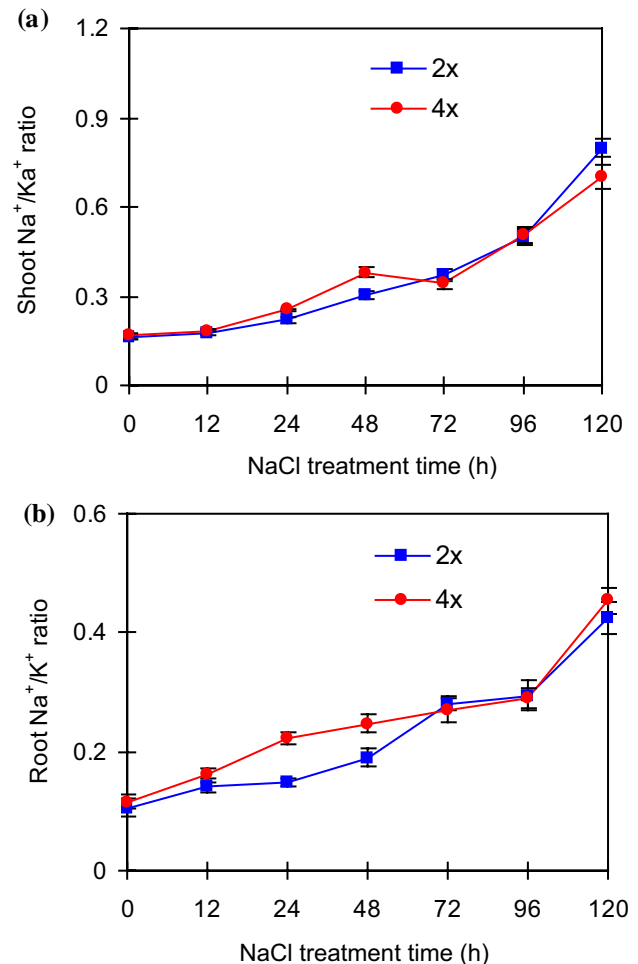 (a)
1.2
0.9
0.6
0.3
0
Shoot Na⁺/Ka⁺ ratio
2x
4x
0 12 24 48 72 96 120
NaCl treatment time (h)
(b)
0.6
0.4
0.2
0
Root Na⁺/K⁺ ratio
2x
4x
0 12 24 48 72 96 120
NaCl treatment time (h)